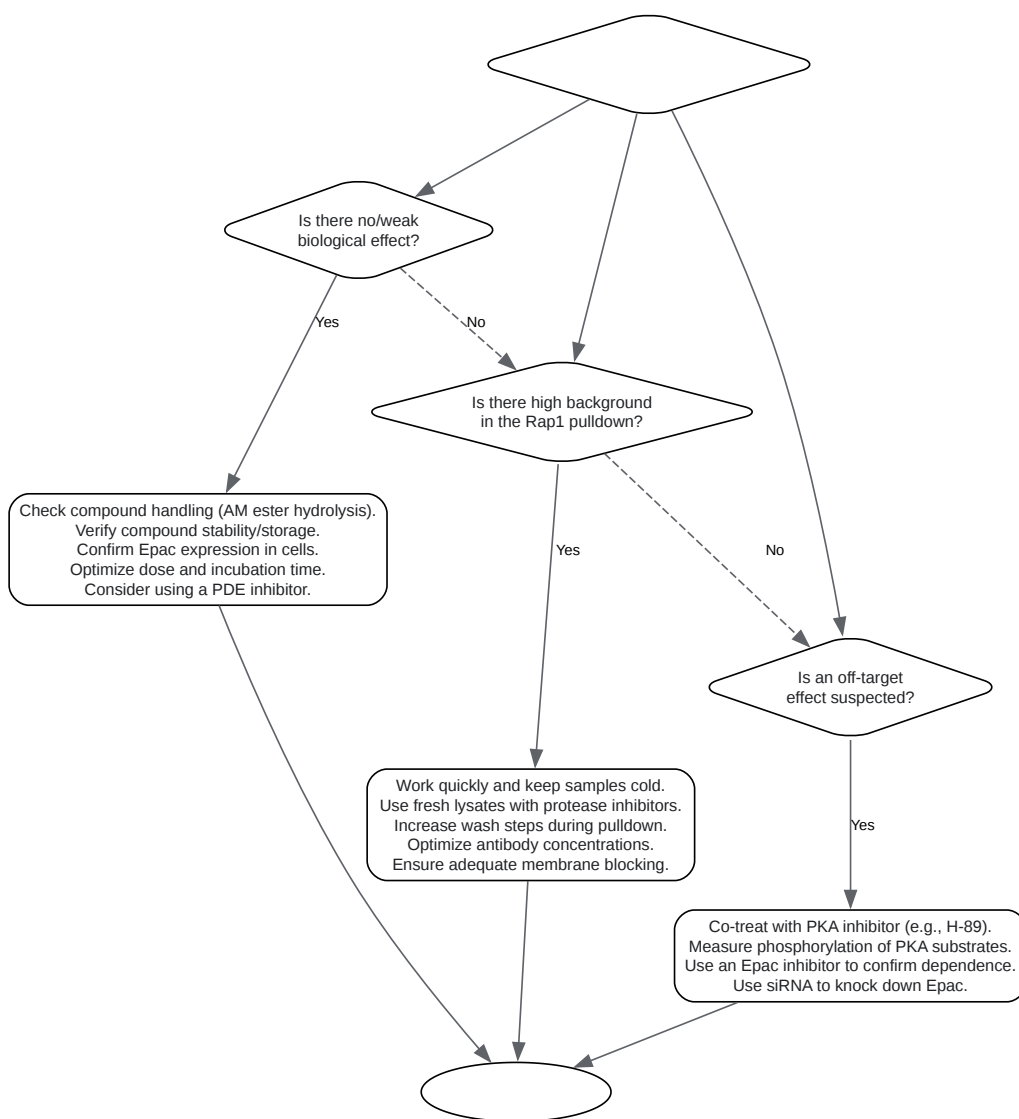 Is there no/weak
biological effect?
Yes
No
Is there high background
in the Rap1 pulldown?
Check compound handling (AM ester hydrolysis).
Verify compound stability/storage.
Confirm Epac expression in cells.
Optimize dose and incubation time.
Consider using a PDE inhibitor.
Yes
No
Is an off-target
effect suspected?
Work quickly and keep samples cold.
Use fresh lysates with protease inhibitors.
Increase wash steps during pulldown.
Optimize antibody concentrations.
Ensure adequate membrane blocking.
Yes
Co-treat with PKA inhibitor (e.g., H-89).
Measure phosphorylation of PKA substrates.
Use an Epac inhibitor to confirm dependence.
Use siRNA to knock down Epac.